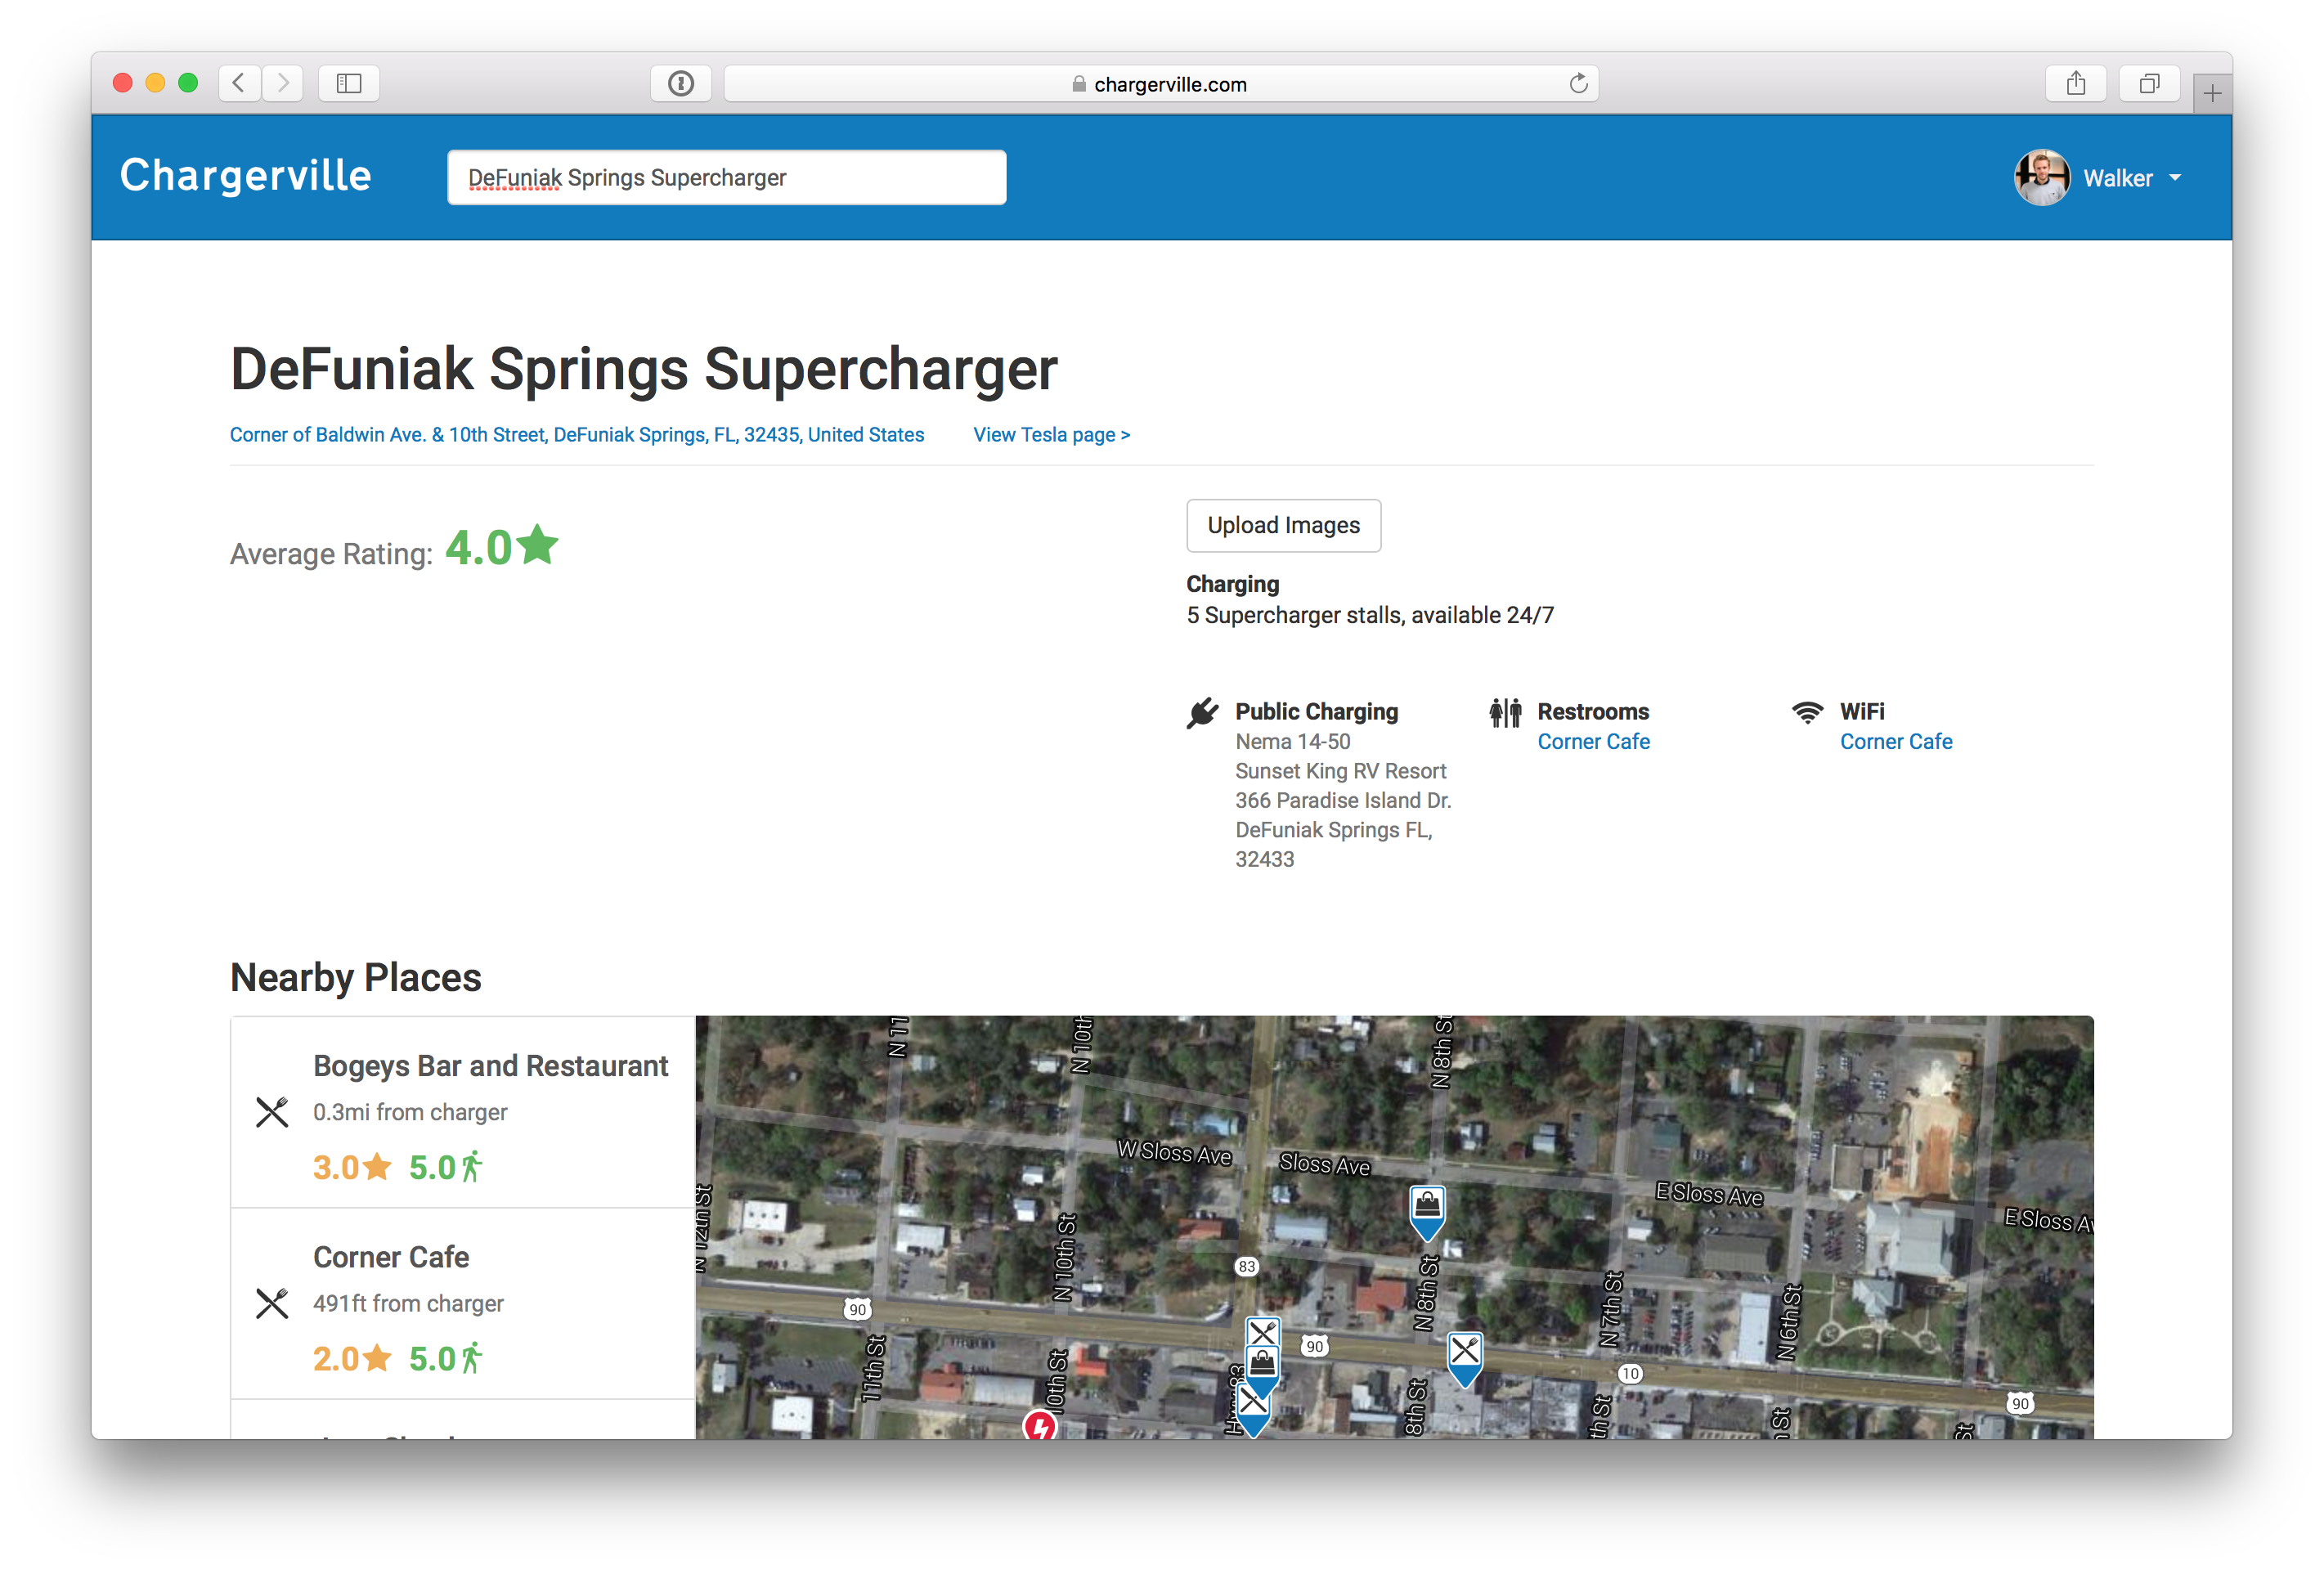 chargerville.com
Chargerville
DeFuniak Springs Supercharger
Walker
DeFuniak Springs Supercharger
Corner of Baldwin Ave. & 10th Street, DeFuniak Springs, FL, 32435, United States
View Tesla page >
Average Rating: 4.0
Upload Images
Charging
5 Supercharger stalls, available 24/7
Public Charging
Nema 14-50
Sunset King RV Resort
366 Paradise Island Dr.
DeFuniak Springs FL,
32433
Restrooms
Corner Cafe
WiFi
Corner Cafe
Nearby Places
Bogeys Bar and Restaurant
0.3mi from charger
3.0 5.0
Corner Cafe
491ft from charger
2.0 5.0
N 11
N 10th
N 8th St
W Sloss Ave
Sloss Ave
E Sloss Ave
E Sloss Av
N 12th St
N 10th St
83
N 8th St
N 7th St
N 6th St
90
90
10
90
11th St
10th St
8th St
th St
St
St